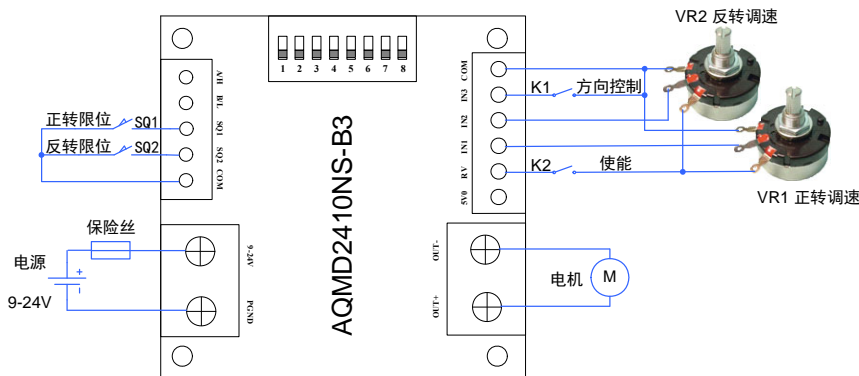 VR2 反转调速
1 2 3 4 5 6 7 8
A/H
B/L
SQ1
SQ2
COM
正转限位
SQ1
反转限位
SQ2
COM
IN3
IN2
IN1
RV
5V0
K1
方向控制
K2
使能
VR1 正转调速
AQMD2410NS-B3
保险丝
电源
+
-
9-24V
9-24V
PGND
OUT-
OUT+
电机
M